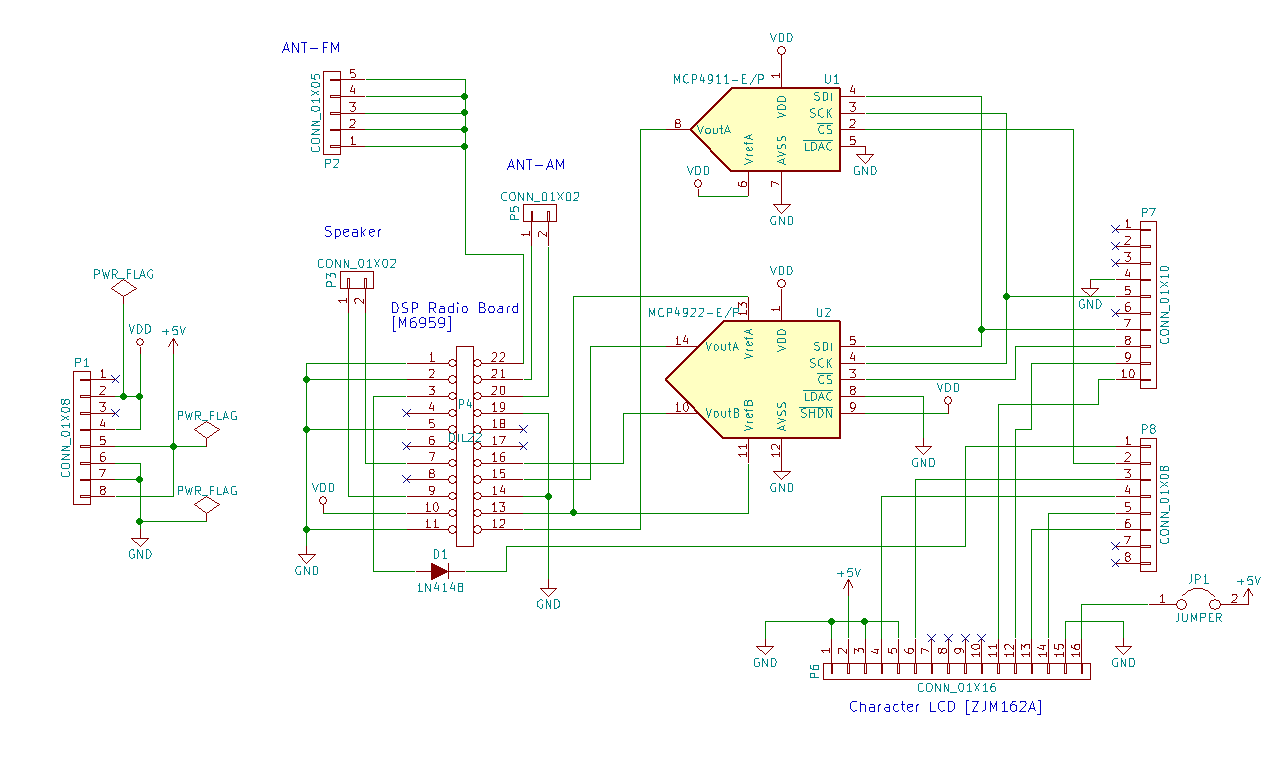 ANT-FM
CONN_01X05
5
4
3
2
1
P2
ANT-AM
CONN_01X02
P5
1
2
Speaker
CONN_01X02
P3
1
2
DSP Radio Board
[M6959]
P4
DIL22
1
2
3
4
5
6
7
8
9
10
11
22
21
20
19
18
17
16
15
14
13
12
VDD
GND
D1
1N4148
GND
PWR_FLAG
VDD
+5V
P1
CONN_01X08
1
2
3
4
5
6
7
8
PWR_FLAG
PWR_FLAG
GND
VDD
MCP4911-E/P
U1
1
VDD
8
VoutA
SDI
4
SCK
3
CS
2
LDAC
5
GND
VrefA
AVSS
VDD
6
7
GND
VDD
MCP4922-E/P
U2
13
1
VrefA
VDD
14
VoutA
10
VoutB
SDI
5
SCK
4
CS
3
LDAC
8
SHDN
9
VrefB
AVSS
11
12
GND
VDD
GND
P7
CONN_01X10
1
2
3
4
5
6
7
8
9
10
GND
P8
CONN_01X08
1
2
3
4
5
6
7
8
JP1
1
2
JUMPER
+5V
+5V
GND
GND
P6
1
2
3
4
5
6
7
8
9
10
11
12
13
14
15
16
CONN_01X16
Character LCD [ZJM162A]